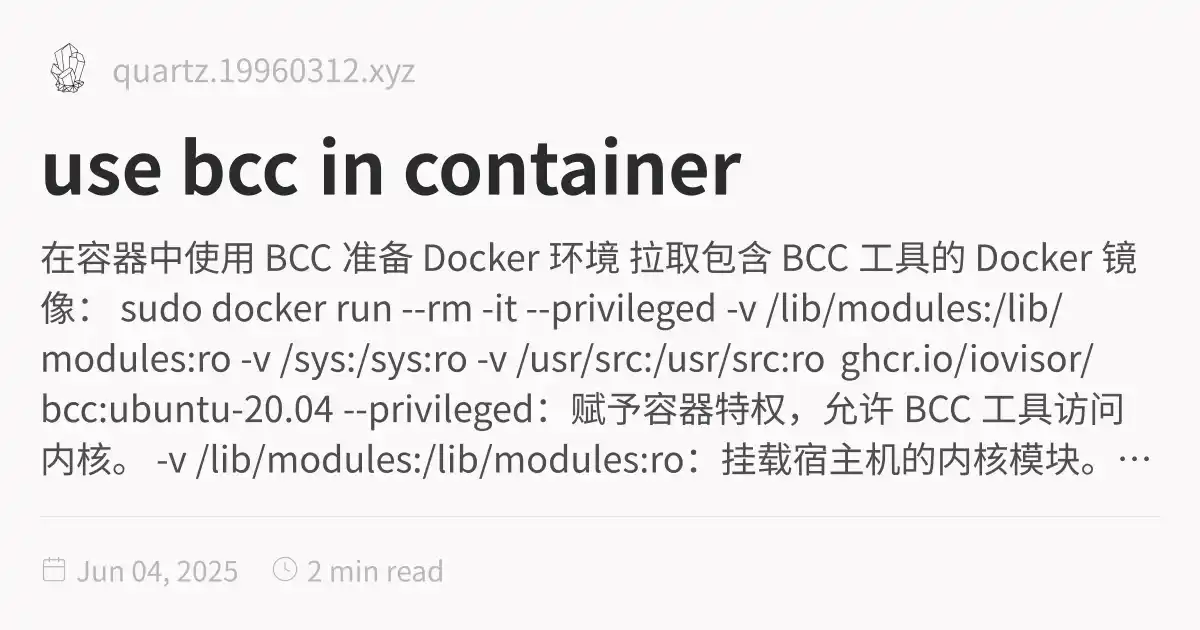 quartz.19960312.xyz
use bcc in container
在容器中使用 BCC 准备 Docker 环境 拉取包含 BCC 工具的 Docker 镜
像： sudo docker run --rm -it --privileged -v /lib/modules:/lib/
modules:ro -v /sys:/sys:ro -v /usr/src:/usr/src:ro  ghcr.io/iovisor/
bcc:ubuntu-20.04 --privileged：赋予容器特权，允许 BCC 工具访问
内核。 -v /lib/modules:/lib/modules:ro：挂载宿主机的内核模块。…
Jun 04, 2025 2 min read